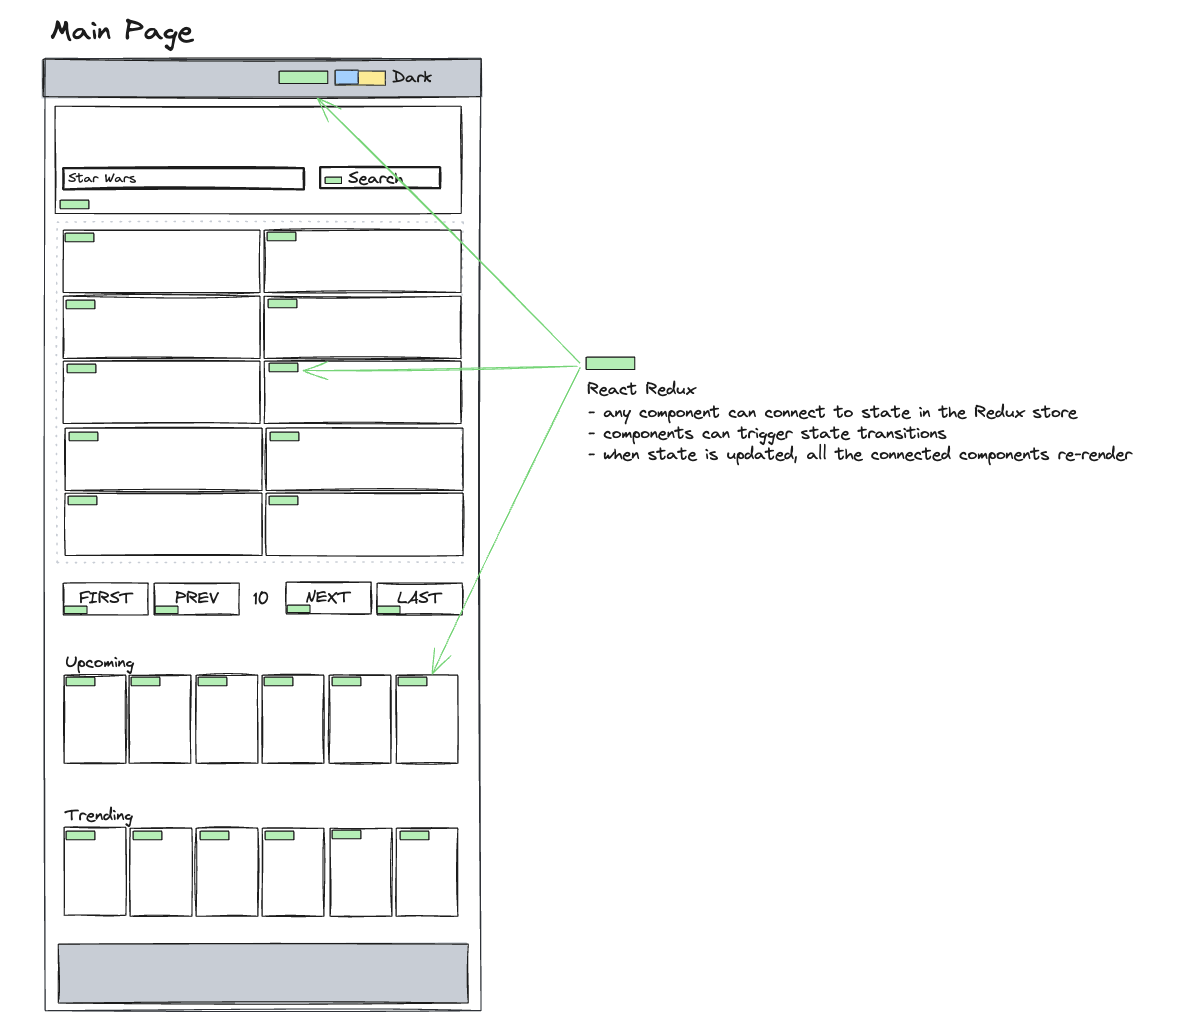 Main Page
Dark
Star Wars
Search
React Redux
- any component can connect to state in the Redux store
- components can trigger state transitions
- when state is updated, all the connected components re-render
FIRST PREV 10 NEXT LAST
Upcoming
Trending